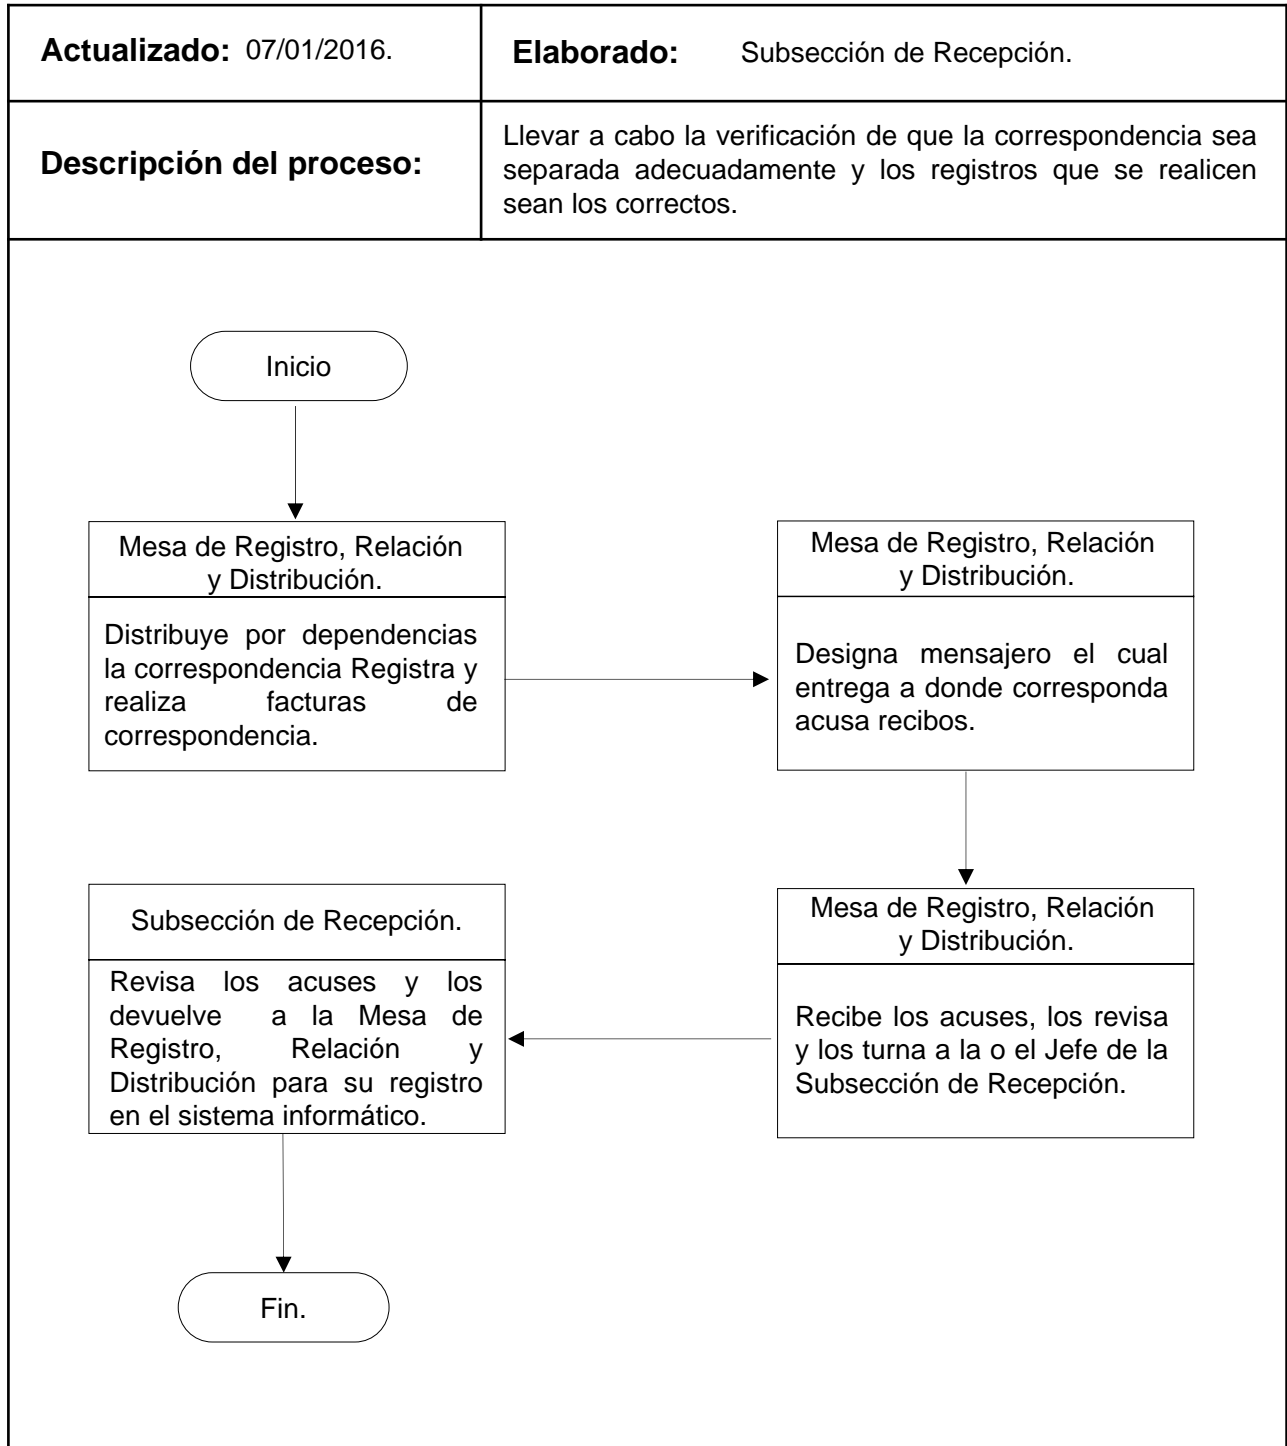 Actualizado: 07/01/2016.
Elaborado: Subsección de Recepción.
Descripción del proceso:
Llevar a cabo la verificación de que la correspondencia sea
separada adecuadamente y los registros que se realicen
sean los correctos.
Inicio
Mesa de Registro, Relación
y Distribución.
Distribuye por dependencias
la correspondencia Registra y
realiza facturas de
correspondencia.
Mesa de Registro, Relación
y Distribución.
Designa mensajero el cual
entrega a donde corresponda
acusa recibos.
Mesa de Registro, Relación
y Distribución.
Recibe los acuses, los revisa
y los turna a la o el Jefe de la
Subsección de Recepción.
Subsección de Recepción.
Revisa los acuses y los
devuelve a la Mesa de
Registro, Relación y
Distribución para su registro
en el sistema informático.
Fin.